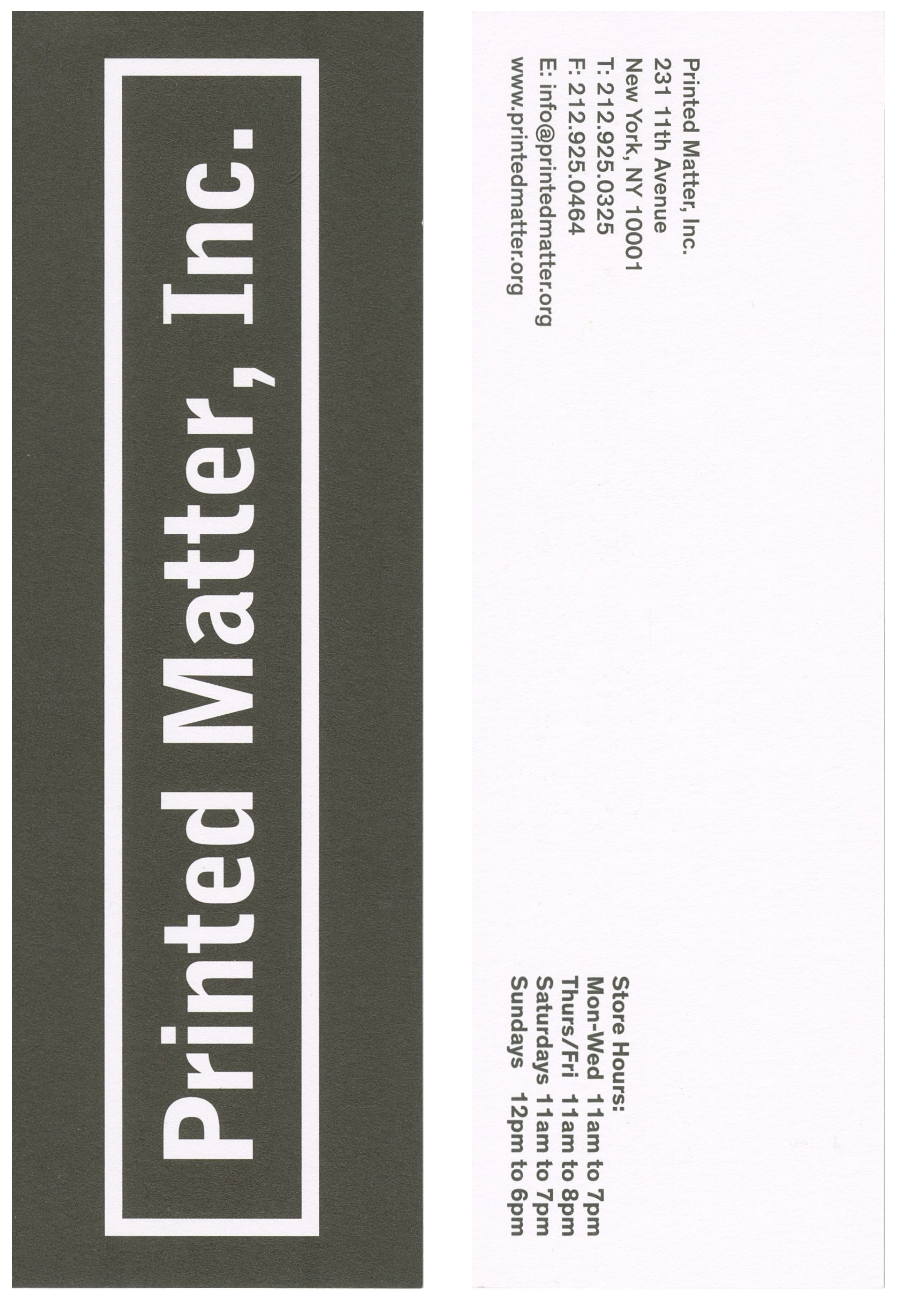 Printed Matter, Inc.
Printed Matter, Inc.
231 11th Avenue
New York, NY 10001
T: 212.925.0325
F: 212.925.0464
E: info@printedmatter.org
www.printedmatter.org
Store Hours:
Mon-Wed 11am to 7pm
Thurs/Fri 11am to 8pm
Saturdays 11am to 7pm
Sundays 12pm to 6pm